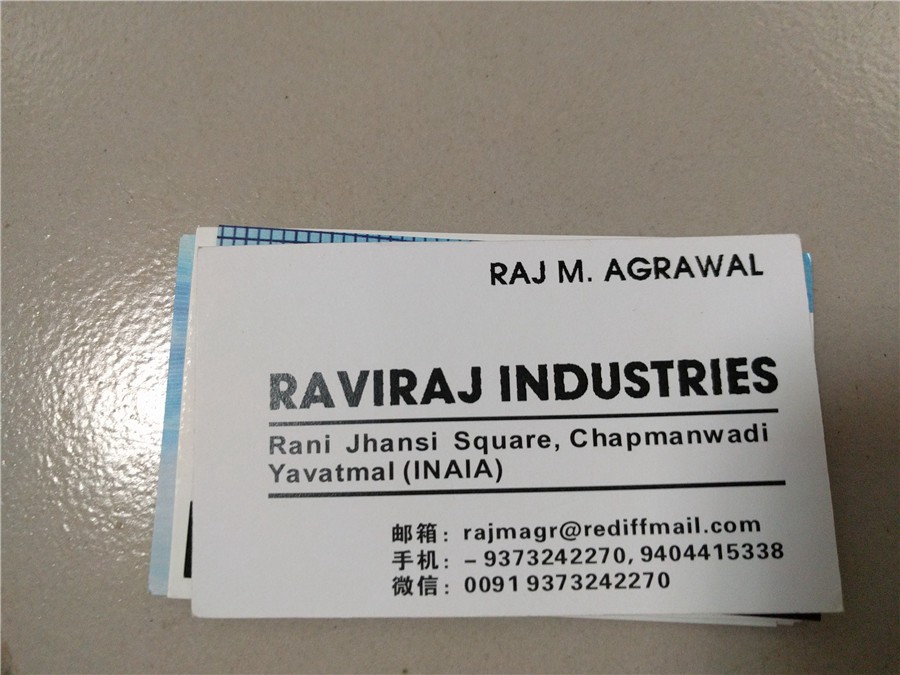 RAJ M. AGRAWAL
RAVIRAJ INDUSTRIES
Rani Jhansi Square, Chapmanwadi
Yavatmal (INAIA)
邮箱: rajmagr@rediffmail.com
手机: – 9373242270, 9404415338
微信: 0091 9373242270